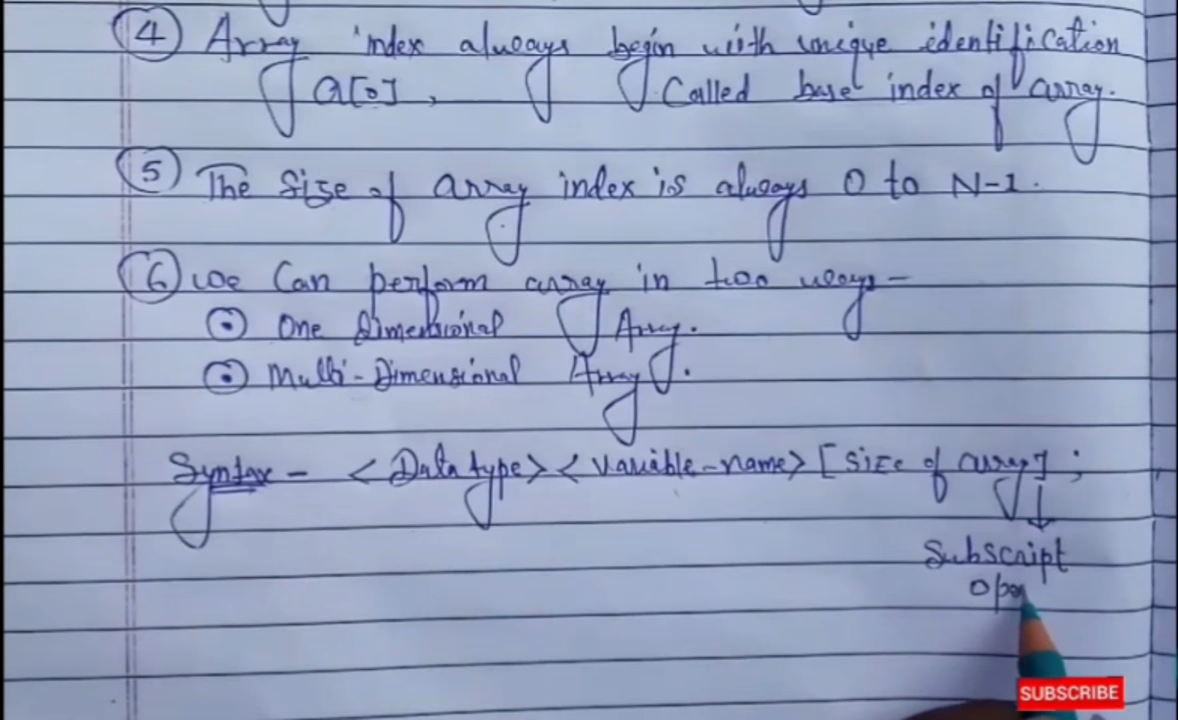 ④ Array index always begin with unique identification
a[0], Called base index of array.
⑤ The Size of array index is always 0 to N-1.
⑥ We Can perform array in two ways -
⊙ One Dimensional Array.
⊙ Multi-Dimensional Array.
Syntax - <Data type> <variable-name> [Size of array];
Subscript
Ope
SUBSCRIBE